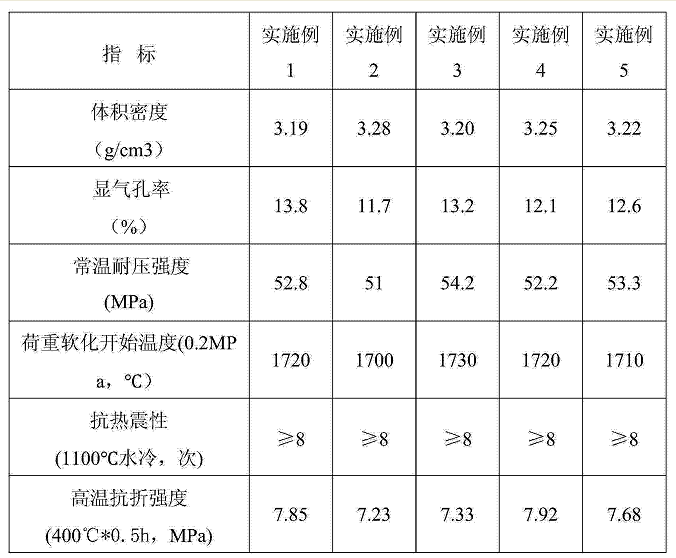 指 标 实施例 1 实施例 2 实施例 3 实施例 4 实施例 5
体积密度 (g/cm3) 3.19 3.28 3.20 3.25 3.22
显气孔率 (%) 13.8 11.7 13.2 12.1 12.6
常温耐压强度 (MPa) 52.8 51 54.2 52.2 53.3
荷重软化开始温度(0.2MPa，℃) 1720 1700 1730 1720 1710
抗热震性 (1100℃水冷，次) ≥8 ≥8 ≥8 ≥8 ≥8
高温抗折强度 (400℃*0.5h，MPa) 7.85 7.23 7.33 7.92 7.68